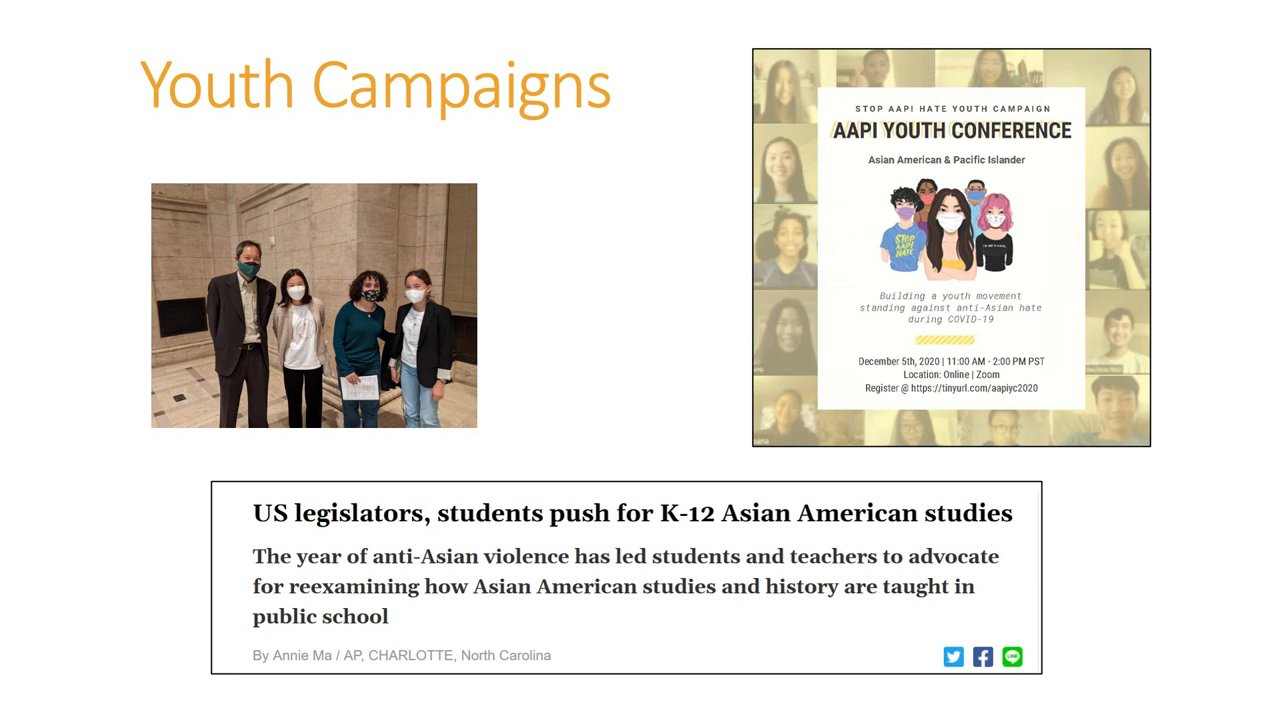 Youth Campaigns
STOP AAPI HATE YOUTH CAMPAIGN
AAPI YOUTH CONFERENCE
Asian American & Pacific Islander
STOP
AAPI
HATE
Building a youth movement
standing against anti-Asian hate
during COVID-19
December 5th, 2020 | 11:00 AM - 2:00 PM PST
Location: Online | Zoom
Register @ https://tinyurl.com/aapiyc2020
US legislators, students push for K-12 Asian American studies
The year of anti-Asian violence has led students and teachers to advocate
for reexamining how Asian American studies and history are taught in
public school
By Annie Ma / AP, CHARLOTTE, North Carolina
LINE